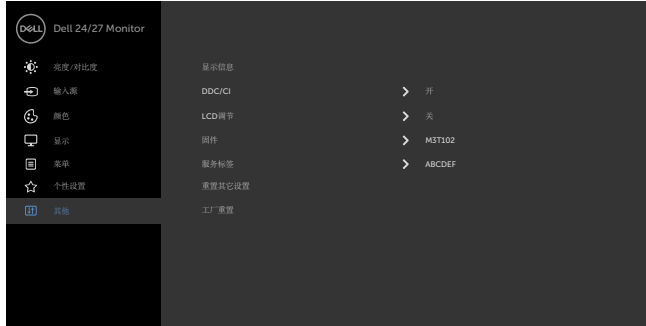 DELL
Dell 24/27 Monitor
亮度/对比度
输入源
颜色
显示
菜单
个性设置
其他
显示信息
DDC/CI 开
LCD调节 关
固件 M3T102
服务标签 ABCDEF
重置其它设置
工厂重置